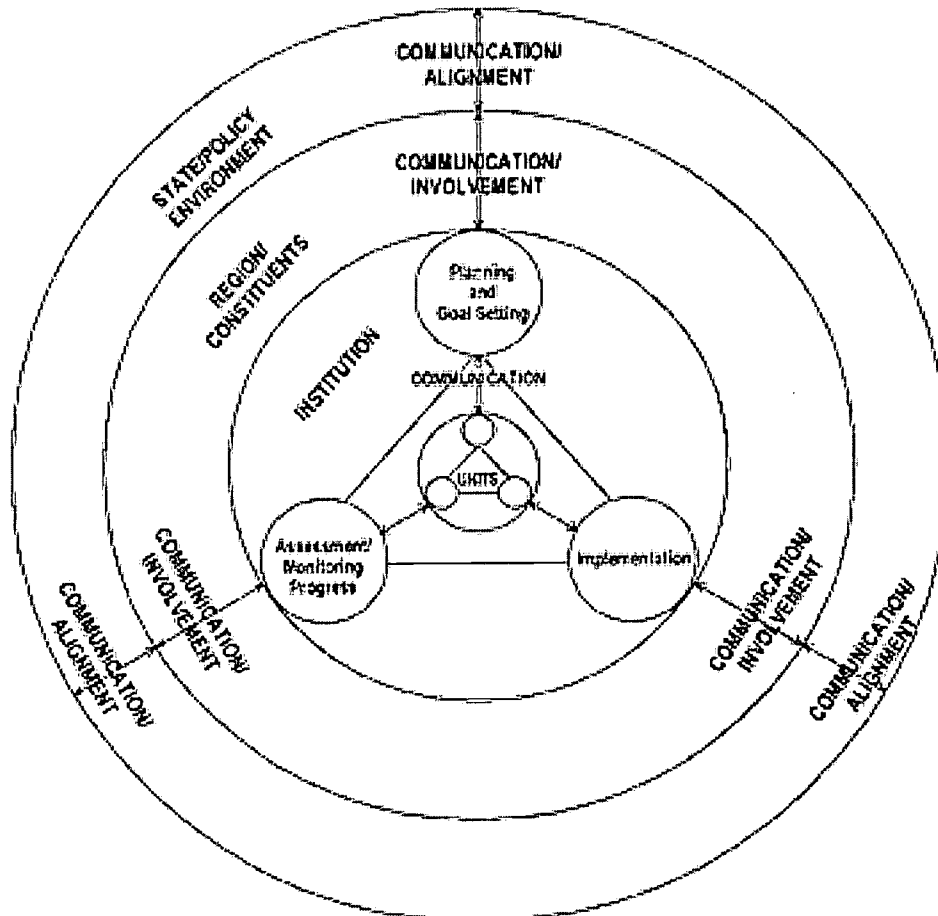 COMMUNICATION/
ALIGNMENT
STATE/POLICY
ENVIRONMENT
COMMUNICATION/
INVOLVEMENT
REGION/
CONSTITUENTS
Planning
and
Goal Setting
INSTITUTION
COMMUNICATION
UNITS
Assessment/
Monitoring
Progress
Implementation
COMMUNICATION/
INVOLVEMENT
COMMUNICATION/
INVOLVEMENT
COMMUNICATION/
ALIGNMENT
COMMUNICATION/
ALIGNMENT